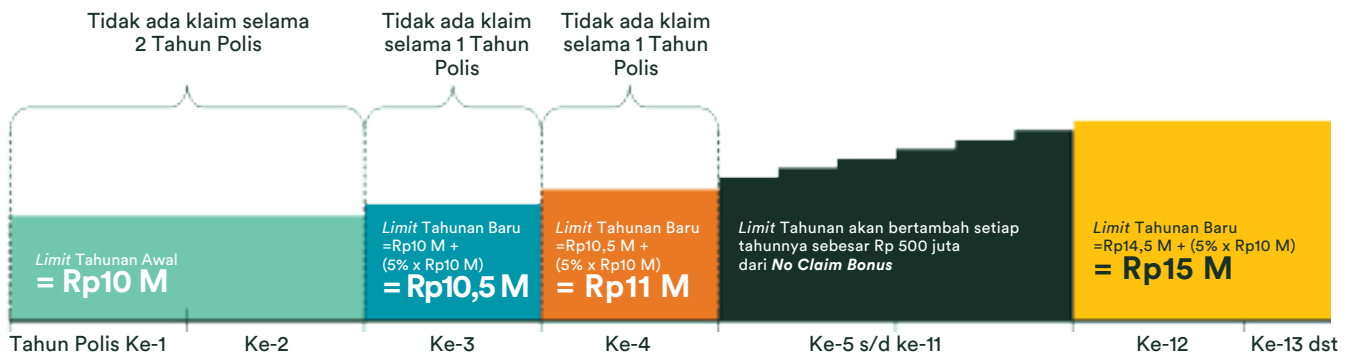 Tidak ada klaim selama
2 Tahun Polis
Tidak ada klaim
selama 1 Tahun
Polis
Tidak ada klaim
selama 1 Tahun
Polis
Limit Tahunan Awal
= Rp10 M
Limit Tahunan Baru
=Rp10 M +
(5% x Rp10 M)
= Rp10,5 M
Limit Tahunan Baru
=Rp10,5 M +
(5% x Rp10 M)
= Rp11 M
Limit Tahunan akan bertambah setiap
tahunnya sebesar Rp 500 juta
dari No Claim Bonus
Limit Tahunan Baru
=Rp14,5 M + (5% x Rp10 M)
= Rp15 M
Tahun Polis Ke-1
Ke-2
Ke-3
Ke-4
Ke-5 s/d ke-11
Ke-12
Ke-13 dst